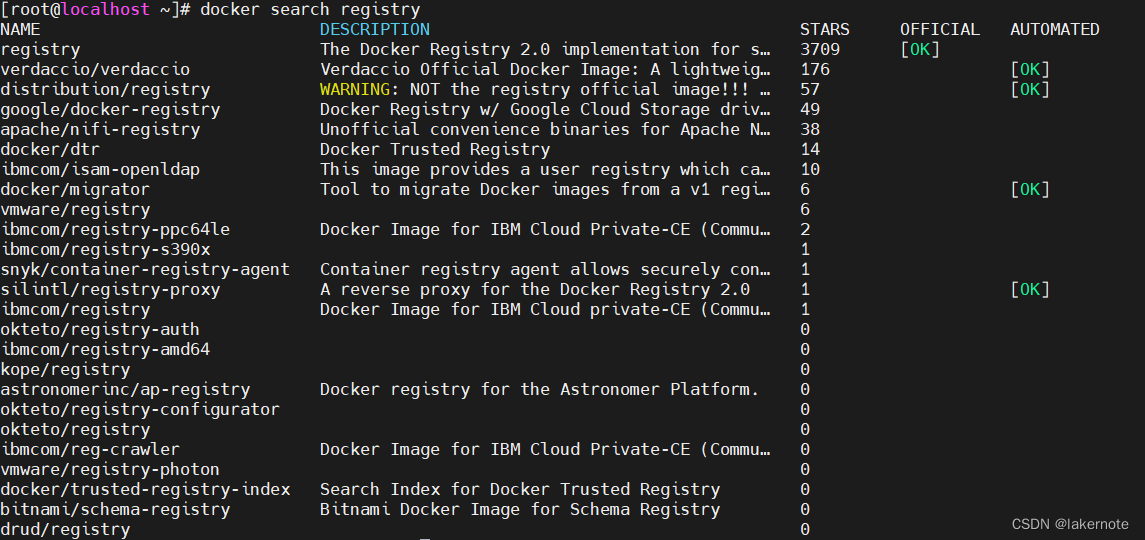 [root@localhost ~]# docker search registry
NAME DESCRIPTION STARS OFFICIAL AUTOMATED
registry The Docker Registry 2.0 implementation for s… 3709 [OK]
verdaccio/verdaccio Verdaccio Official Docker Image: A lightweig… 176 [OK]
distribution/registry WARNING: NOT the registry official image!!! … 57 [OK]
google/docker-registry Docker Registry w/ Google Cloud Storage driv… 49
apache/nifi-registry Unofficial convenience binaries for Apache N… 38
docker/dtr Docker Trusted Registry 14
ibmcom/isam-openldap This image provides a user registry which ca… 10
docker/migrator Tool to migrate Docker images from a v1 regi… 6 [OK]
vmware/registry 6
ibmcom/registry-ppc64le Docker Image for IBM Cloud Private-CE (Commu… 2
ibmcom/registry-s390x 1
snyk/container-registry-agent Container registry agent allows securely con… 1
silintl/registry-proxy A reverse proxy for the Docker Registry 2.0 1 [OK]
ibmcom/registry Docker Image for IBM Cloud private-CE (Commu… 1
okteto/registry-auth 0
ibmcom/registry-amd64 0
kope/registry 0
astronomerinc/ap-registry Docker registry for the Astronomer Platform. 0
okteto/registry-configurator 0
okteto/registry 0
ibmcom/reg-crawler Docker Image for IBM Cloud Private-CE (Commu… 0
vmware/registry-photon 0
docker/trusted-registry-index Search Index for Docker Trusted Registry 0
bitnami/schema-registry Bitnami Docker Image for Schema Registry 0
drud/registry 0
CSDN @lakernote